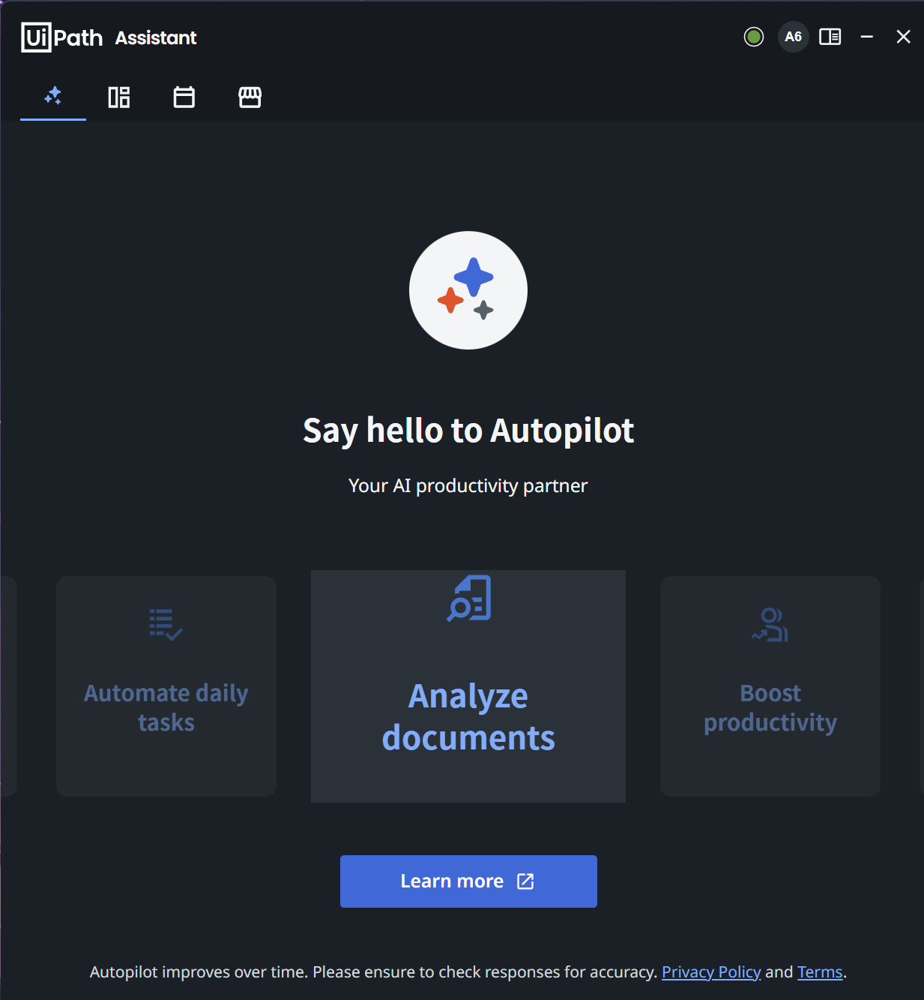 UiPath Assistant
A6
Say hello to Autopilot
Your AI productivity partner
Automate daily
tasks
Analyze
documents
Boost
productivity
Learn more
Autopilot improves over time. Please ensure to check responses for accuracy. Privacy Policy and Terms.